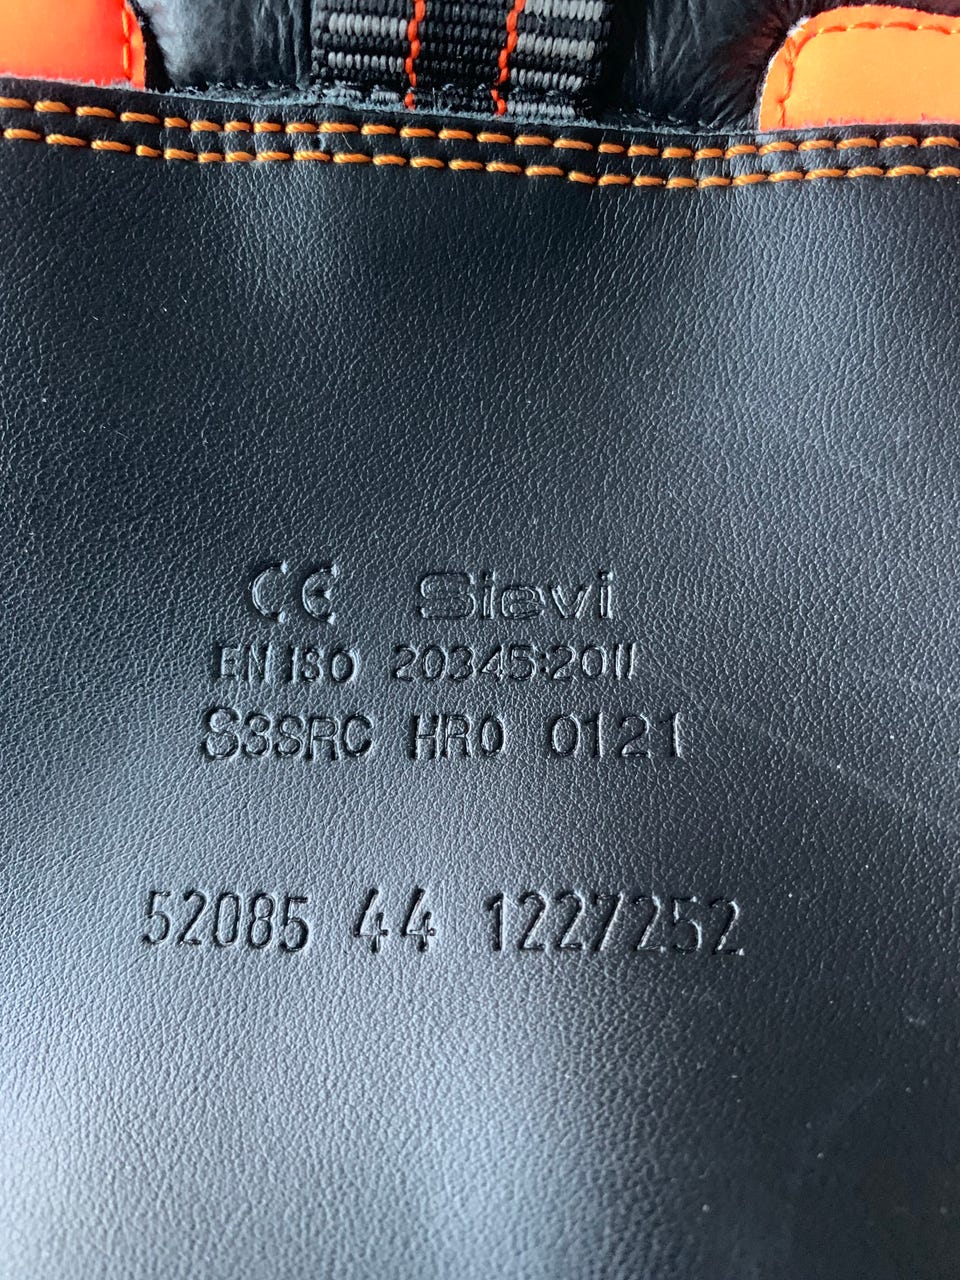 CE Sievi
EN ISO 20345:2011
S3SRC HRO 0121
52085 44 1227252